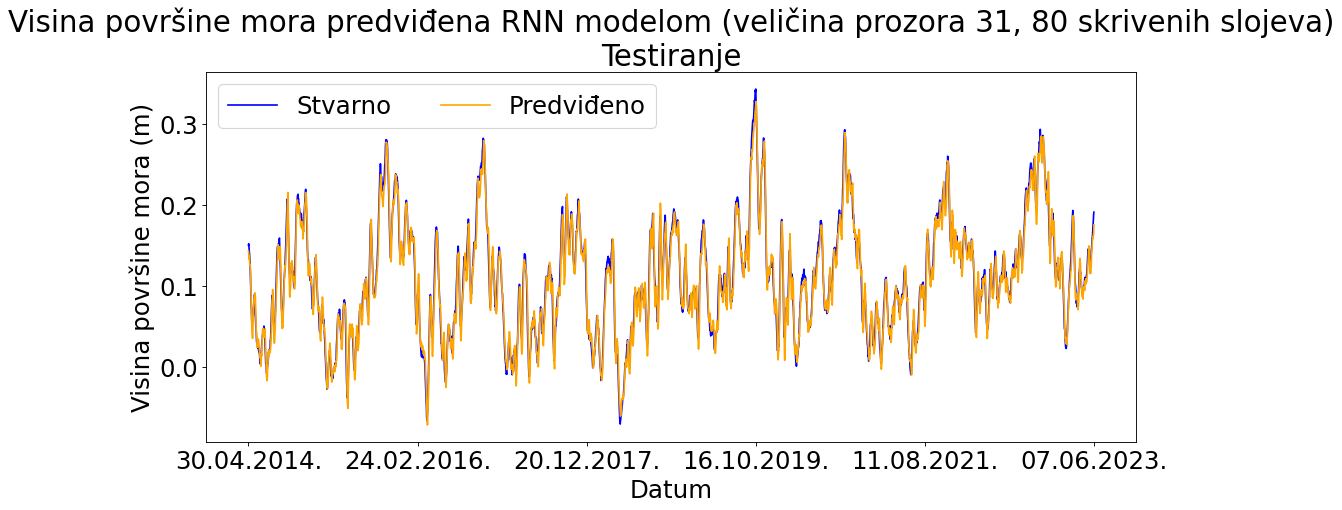 Visina površine mora predviđena RNN modelom (veličina prozora 31, 80 skrivenih slojeva)
Testiranje
Stvarno
Predviđeno
Visina površine mora (m)
0.3
0.2
0.1
0.0
30.04.2014.
24.02.2016.
20.12.2017.
16.10.2019.
11.08.2021.
07.06.2023.
Datum